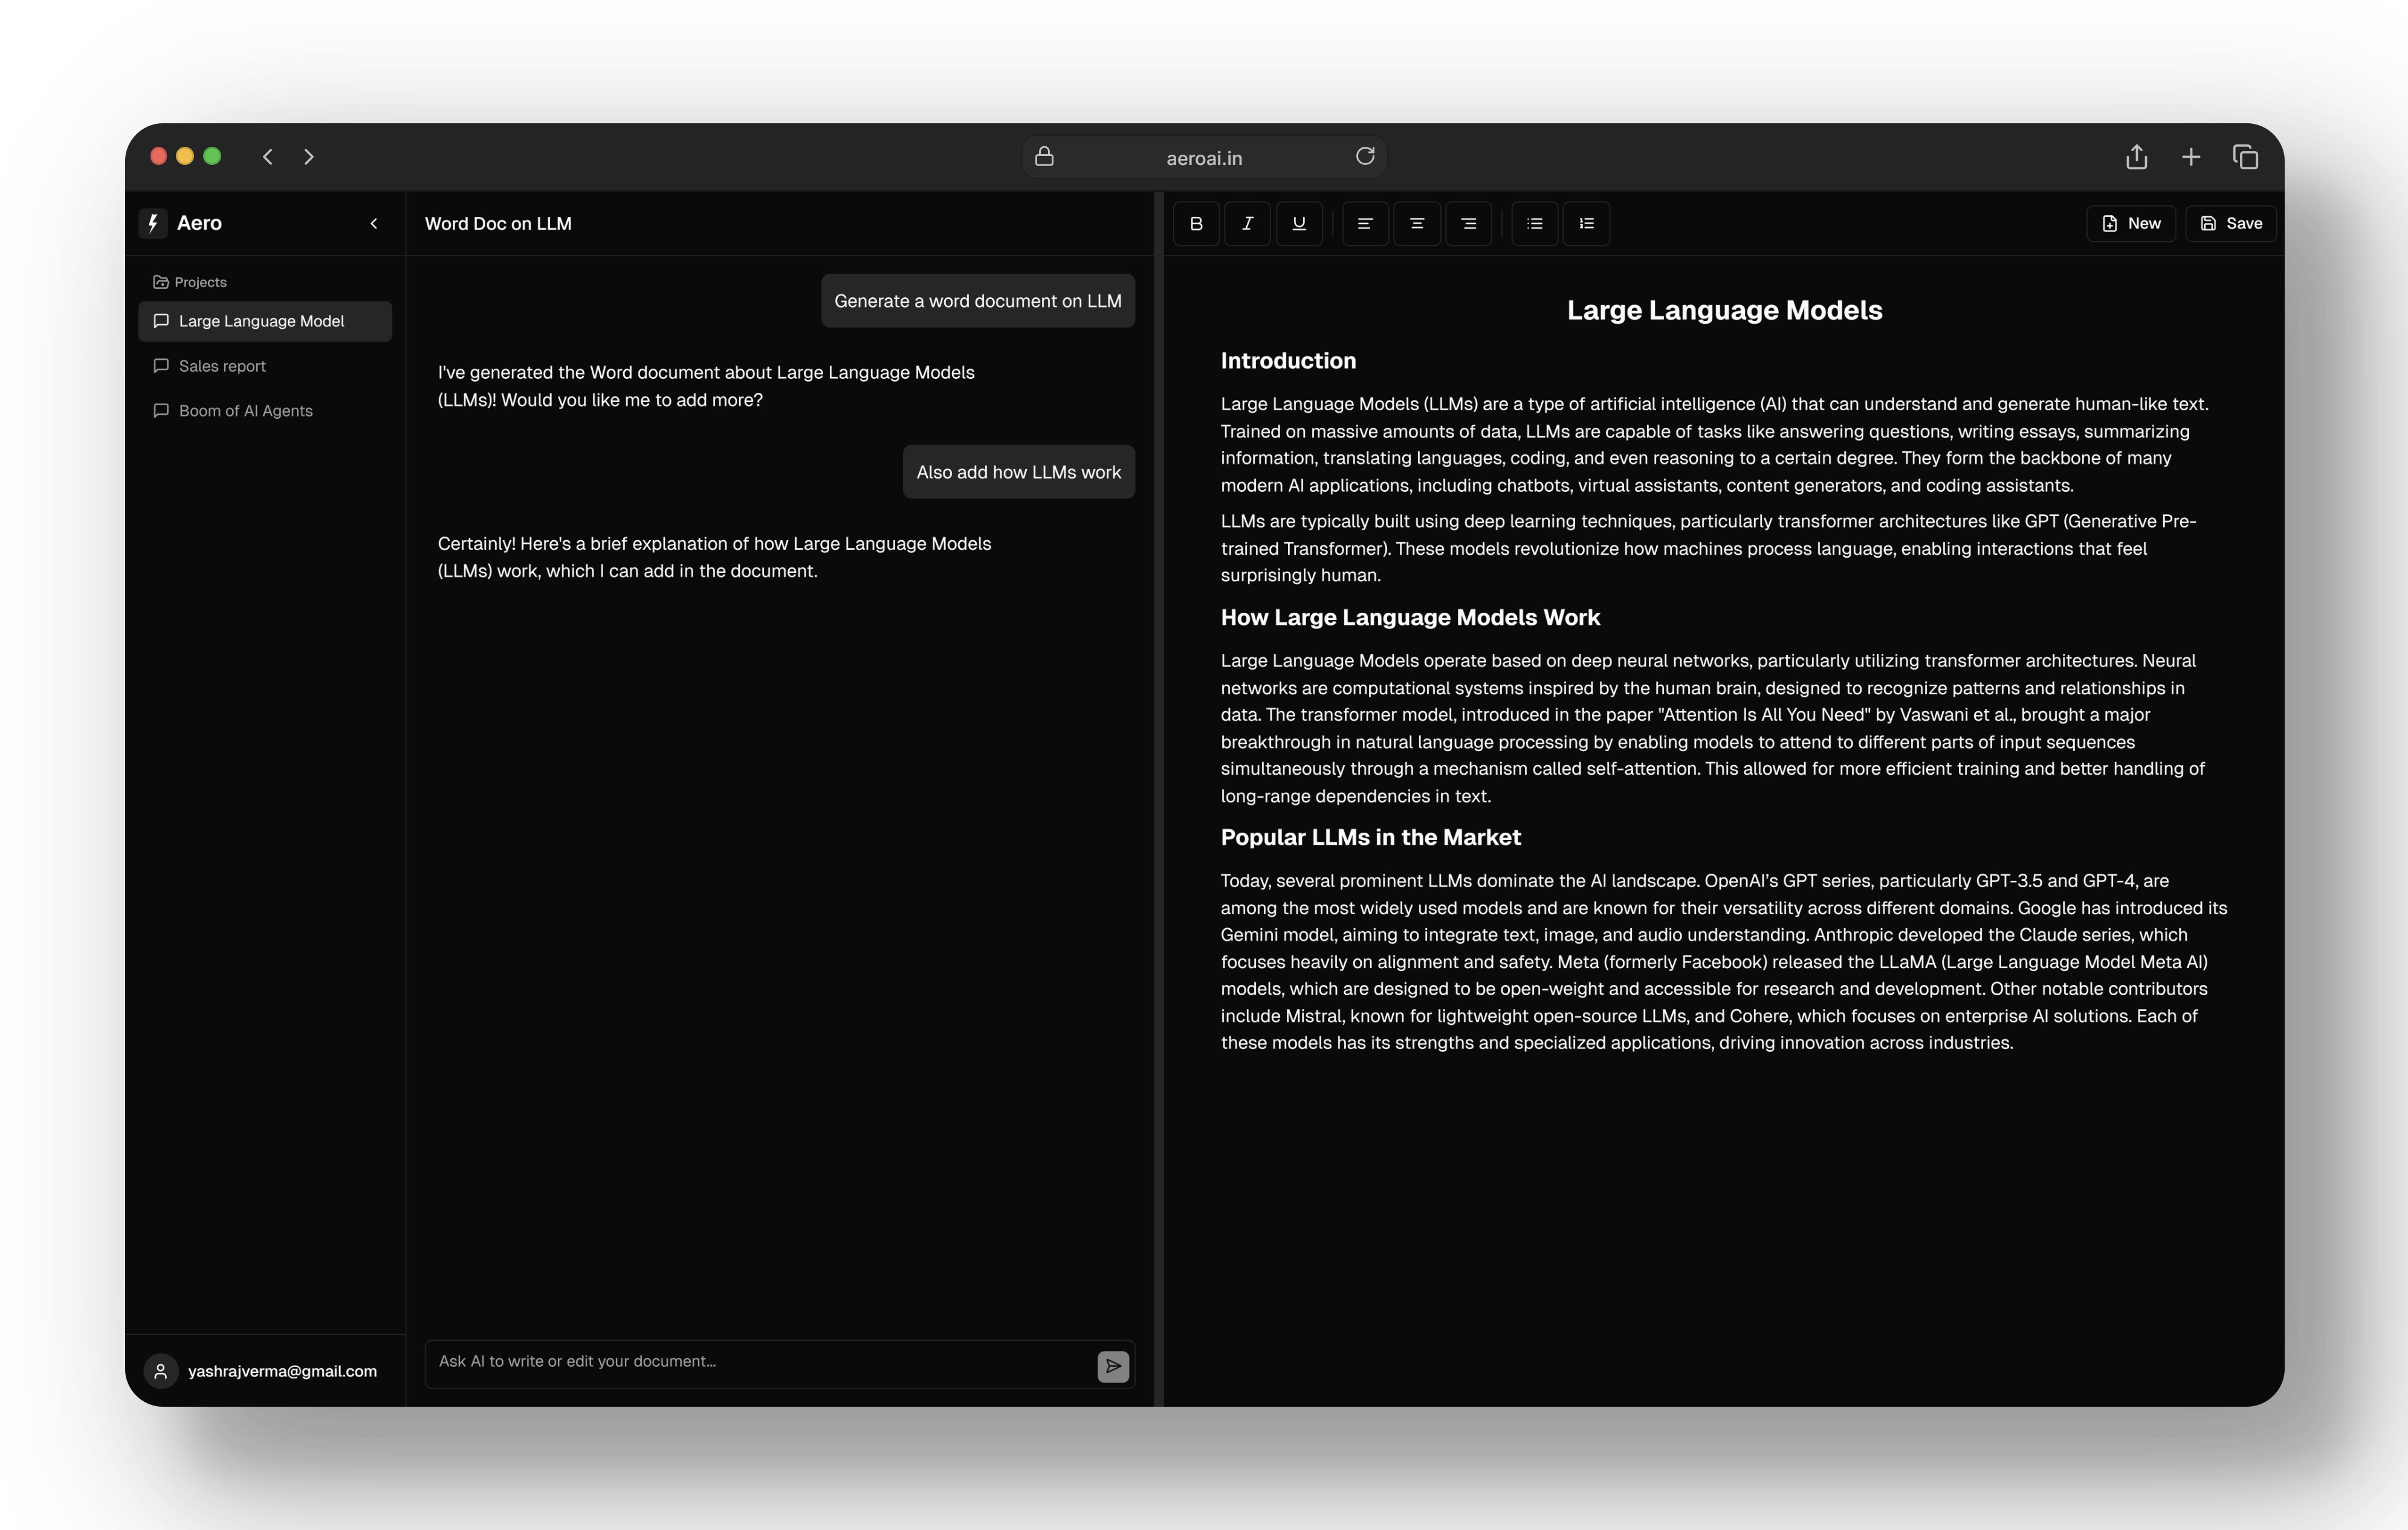 aeroai.in
Aero
Projects
Large Language Model
Sales report
Boom of AI Agents
yashrajverma@gmail.com
Word Doc on LLM
Generate a word document on LLM
I've generated the Word document about Large Language Models
(LLMs)! Would you like me to add more?
Also add how LLMs work
Certainly! Here's a brief explanation of how Large Language Models
(LLMs) work, which I can add in the document.
Ask AI to write or edit your document...
B I U
New
Save
Large Language Models
Introduction
Large Language Models (LLMs) are a type of artificial intelligence (AI) that can understand and generate human-like text.
Trained on massive amounts of data, LLMs are capable of tasks like answering questions, writing essays, summarizing
information, translating languages, coding, and even reasoning to a certain degree. They form the backbone of many
modern AI applications, including chatbots, virtual assistants, content generators, and coding assistants.
LLMs are typically built using deep learning techniques, particularly transformer architectures like GPT (Generative Pre-
trained Transformer). These models revolutionize how machines process language, enabling interactions that feel
surprisingly human.
How Large Language Models Work
Large Language Models operate based on deep neural networks, particularly utilizing transformer architectures. Neural
networks are computational systems inspired by the human brain, designed to recognize patterns and relationships in
data. The transformer model, introduced in the paper "Attention Is All You Need" by Vaswani et al., brought a major
breakthrough in natural language processing by enabling models to attend to different parts of input sequences
simultaneously through a mechanism called self-attention. This allowed for more efficient training and better handling of
long-range dependencies in text.
Popular LLMs in the Market
Today, several prominent LLMs dominate the AI landscape. OpenAI’s GPT series, particularly GPT-3.5 and GPT-4, are
among the most widely used models and are known for their versatility across different domains. Google has introduced its
Gemini model, aiming to integrate text, image, and audio understanding. Anthropic developed the Claude series, which
focuses heavily on alignment and safety. Meta (formerly Facebook) released the LLaMA (Large Language Model Meta AI)
models, which are designed to be open-weight and accessible for research and development. Other notable contributors
include Mistral, known for lightweight open-source LLMs, and Cohere, which focuses on enterprise AI solutions. Each of
these models has its strengths and specialized applications, driving innovation across industries.